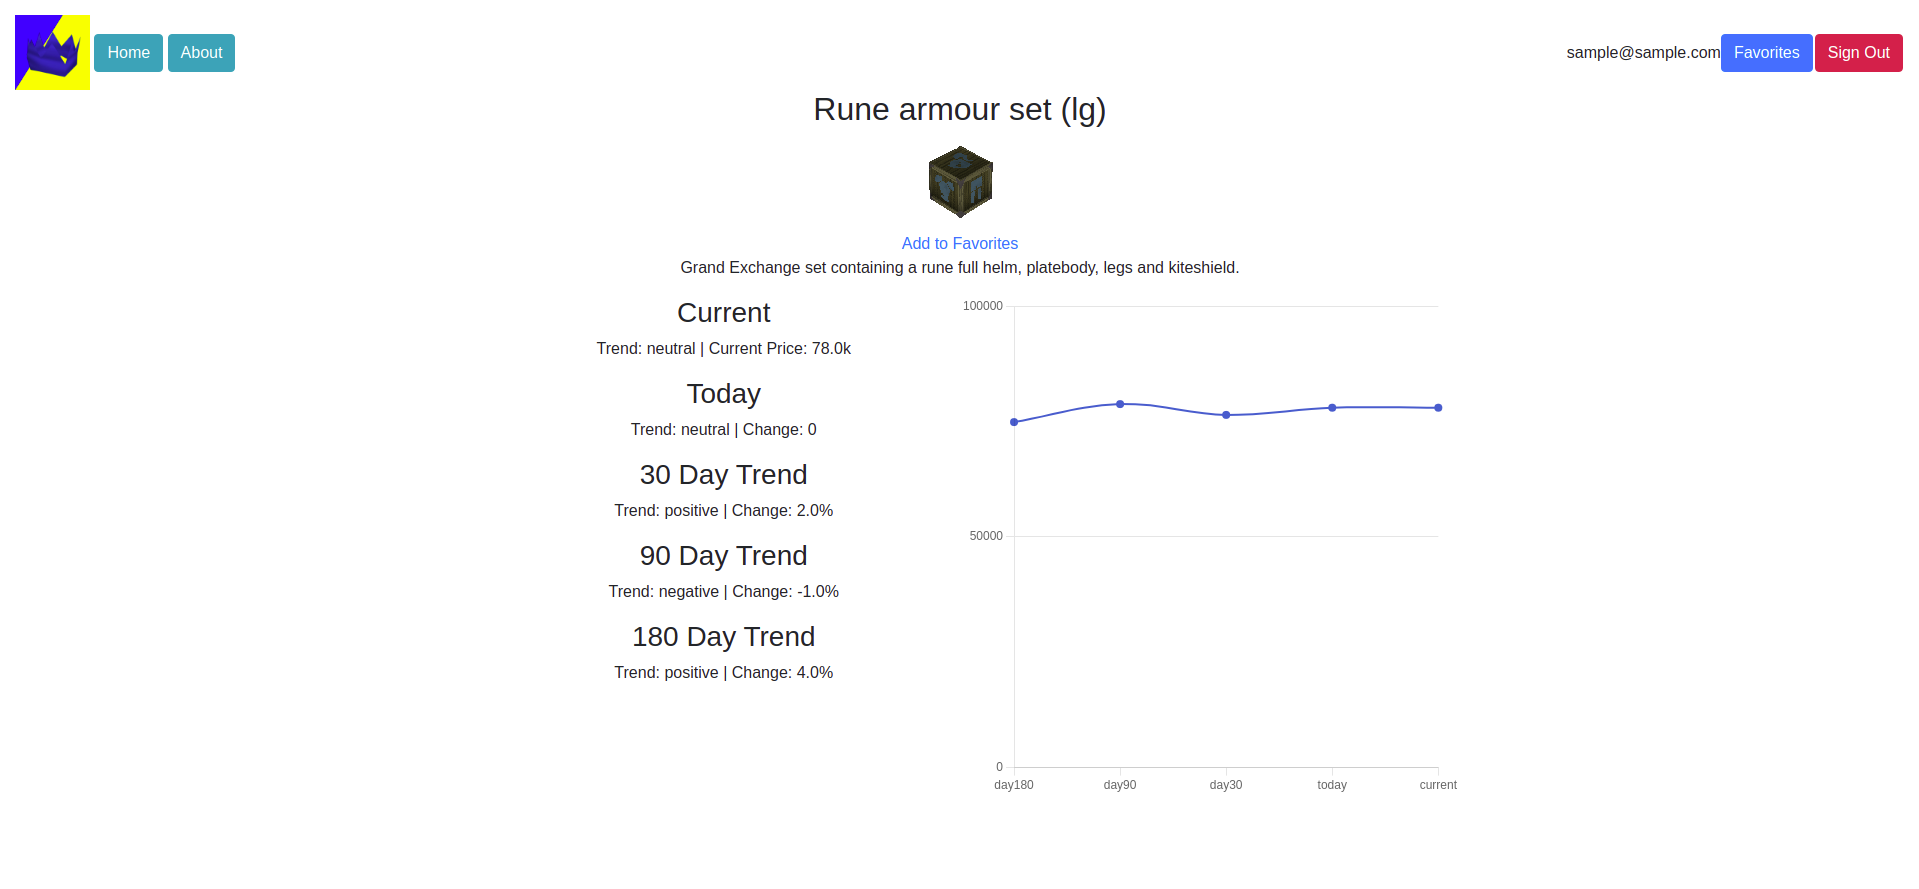 Home About sample@sample.com Favorites Sign Out
Rune armour set (lg)
Add to Favorites
Grand Exchange set containing a rune full helm, platebody, legs and kiteshield.
Current
Trend: neutral | Current Price: 78.0k
Today
Trend: neutral | Change: 0
30 Day Trend
Trend: positive | Change: 2.0%
90 Day Trend
Trend: negative | Change: -1.0%
180 Day Trend
Trend: positive | Change: 4.0%
100000
50000
0
day180 day90 day30 today current